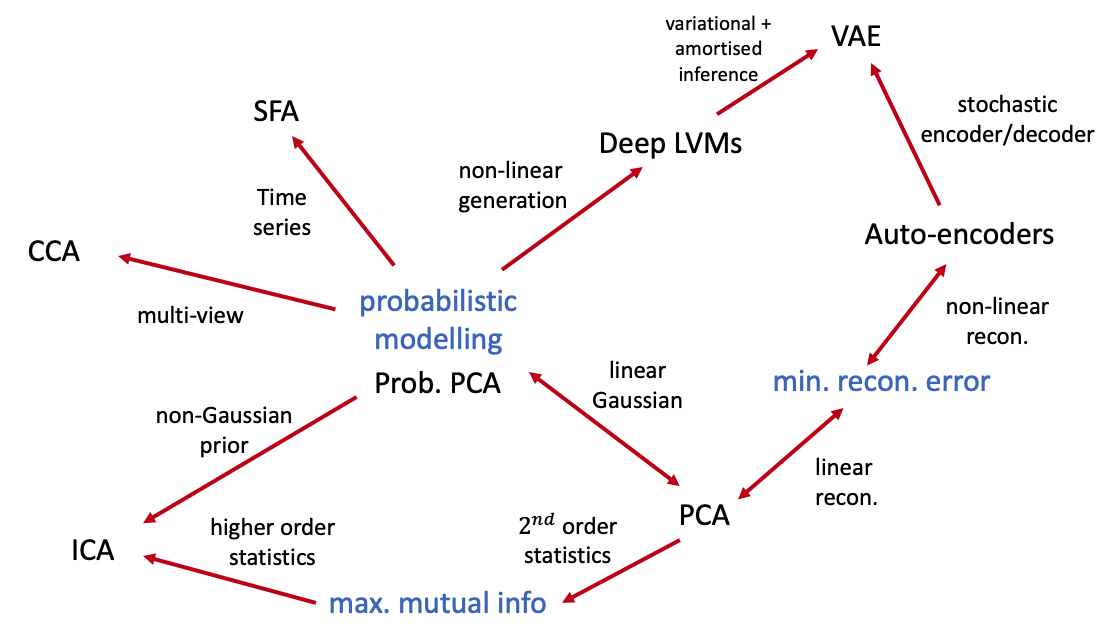 variational +
amortised
inference
VAE
SFA
stochastic
encoder/decoder
Deep LVMs
non-linear
generation
Time
series
Auto-encoders
CCA
probabilistic
modelling
multi-view
non-linear
recon.
Prob. PCA
linear
Gaussian
min. recon. error
non-Gaussian
prior
linear
recon.
PCA
higher order
statistics
2nd order
statistics
ICA
max. mutual info